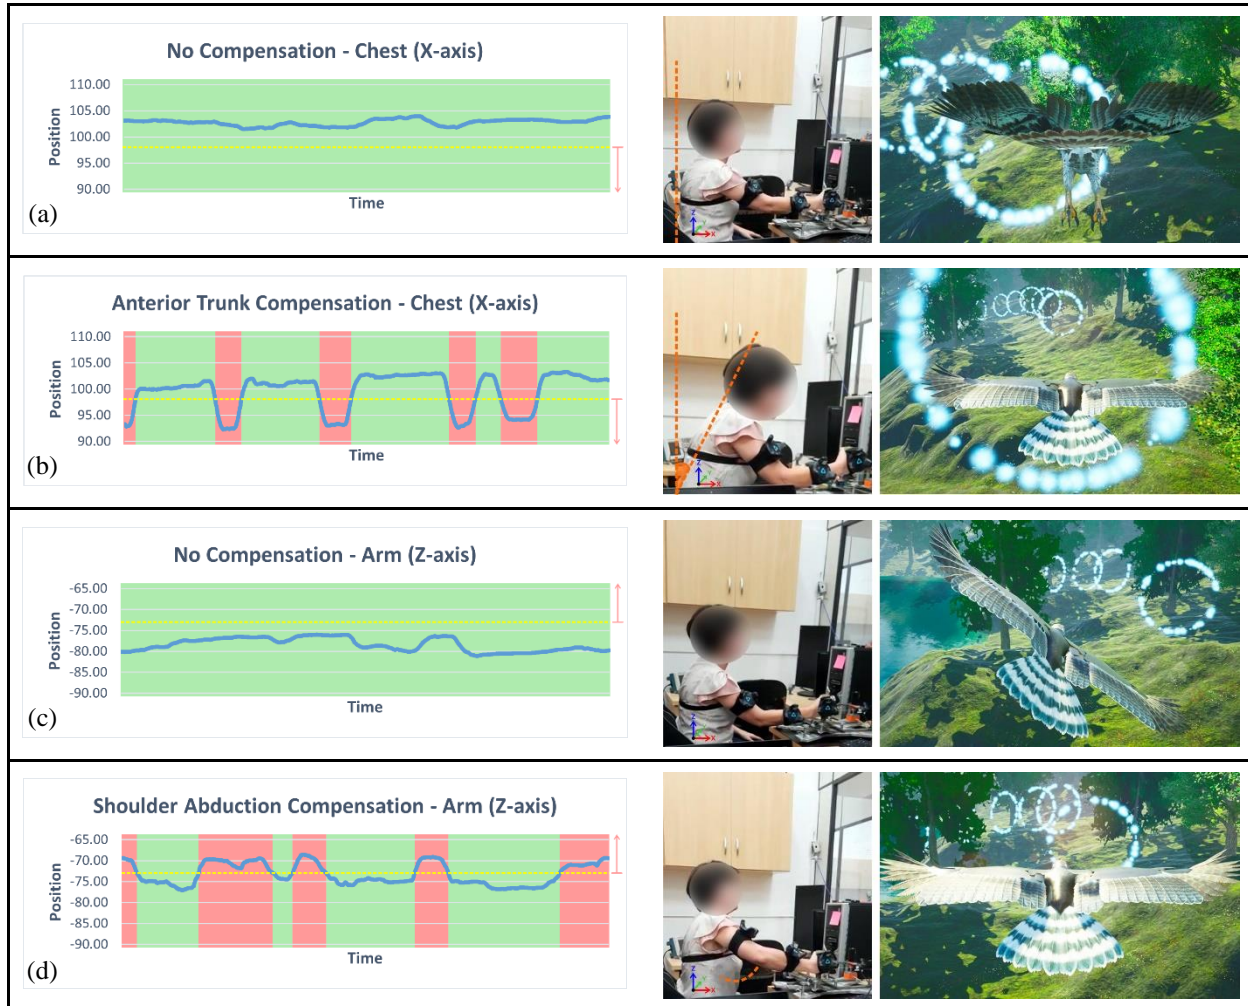 No Compensation - Chest (X-axis)
110.00
105.00
100.00
95.00
90.00
Position
Time
(a)
Anterior Trunk Compensation - Chest (X-axis)
110.00
105.00
100.00
95.00
90.00
Position
Time
(b)
No Compensation - Arm (Z-axis)
-65.00
-70.00
-75.00
-80.00
-85.00
-90.00
Position
Time
(c)
Shoulder Abduction Compensation - Arm (Z-axis)
-65.00
-70.00
-75.00
-80.00
-85.00
-90.00
Position
Time
(d)